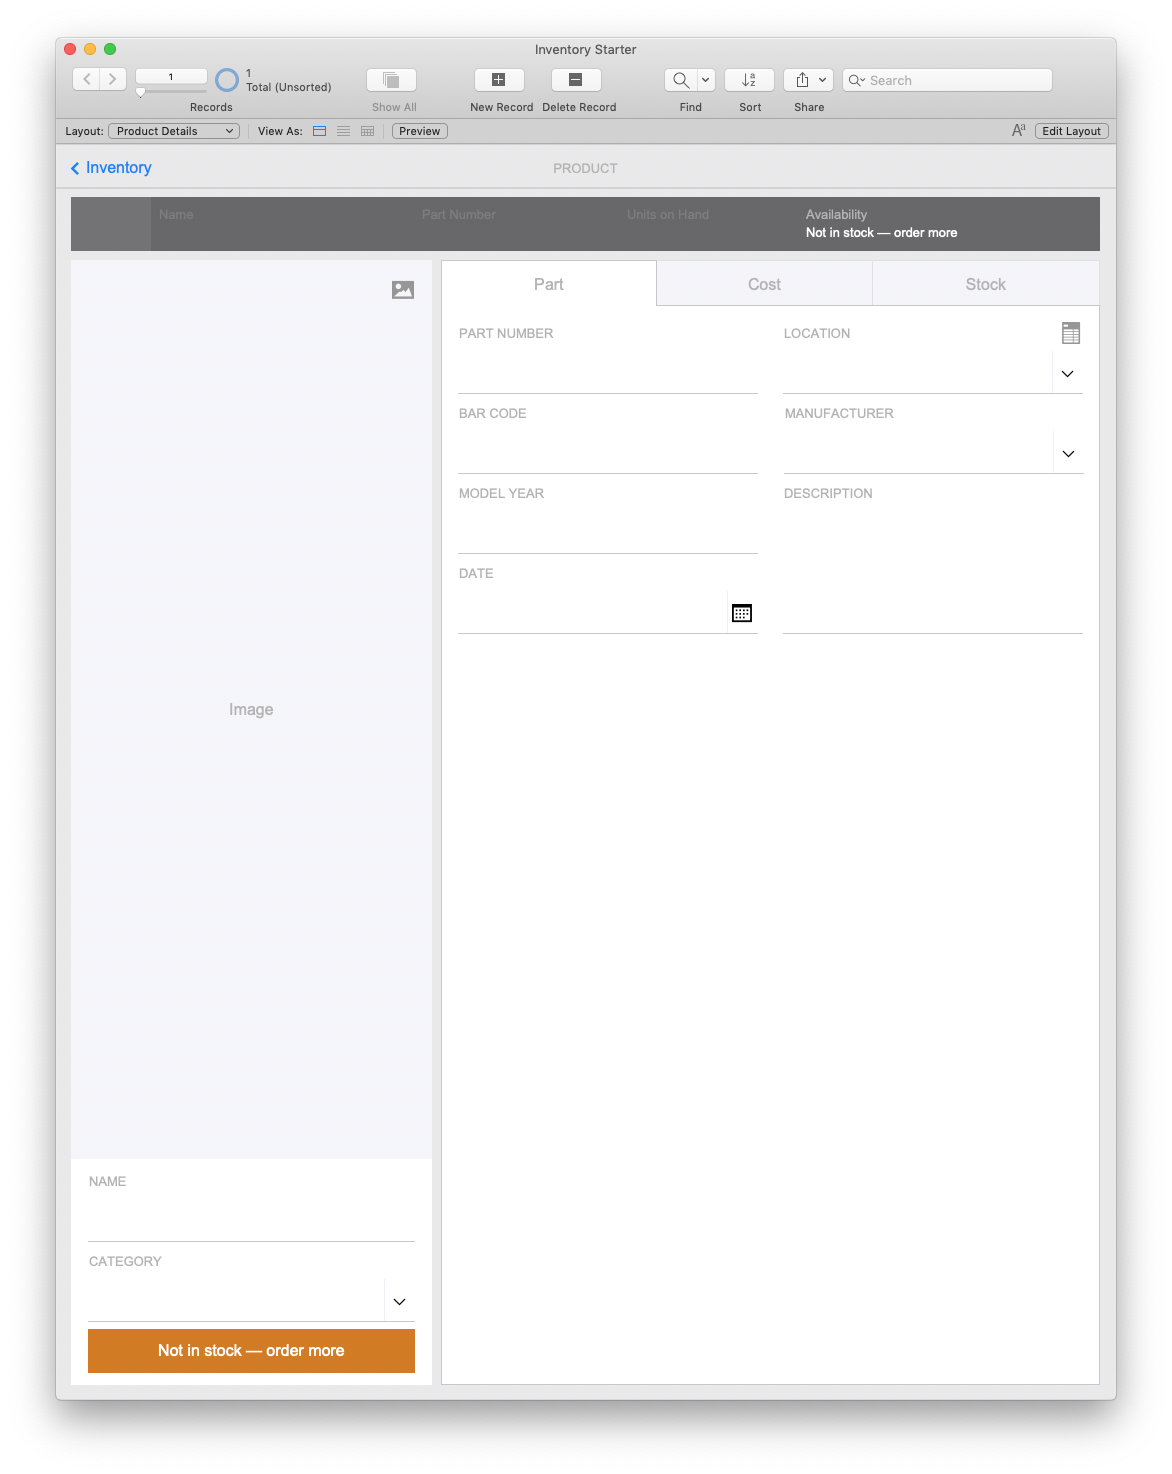 Inventory Starter
1
1
Total (Unsorted)
Records
Show All
New Record
Delete Record
Find
Sort
Share
Search
Layout:
Product Details
View As:
Preview
Aa
Edit Layout
Inventory
PRODUCT
Name
Part Number
Units on Hand
Availability
Not in stock — order more
Part
Cost
Stock
PART NUMBER
LOCATION
BAR CODE
MANUFACTURER
MODEL YEAR
DESCRIPTION
DATE
Image
NAME
CATEGORY
Not in stock — order more